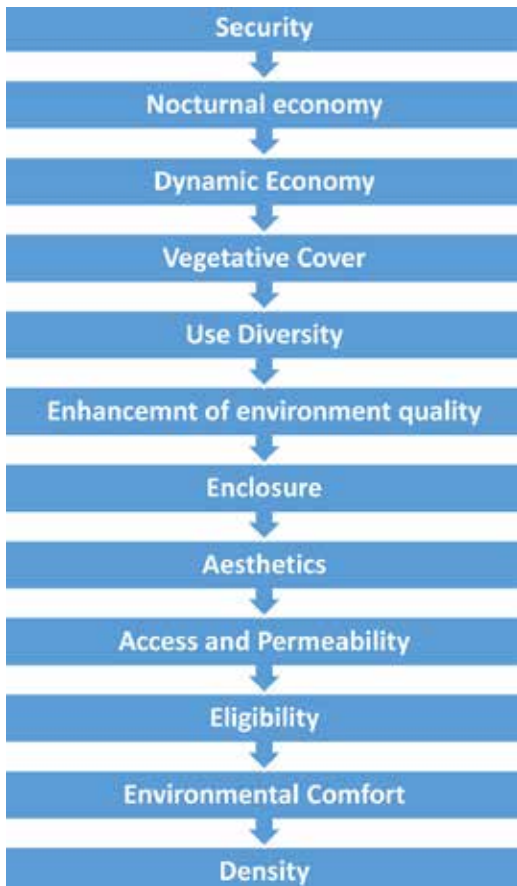 Security
Nocturnal economy
Dynamic Economy
Vegetative Cover
Use Diversity
Enhancemnt of environment quality
Enclosure
Aesthetics
Access and Permeability
Eligibility
Environmental Comfort
Density